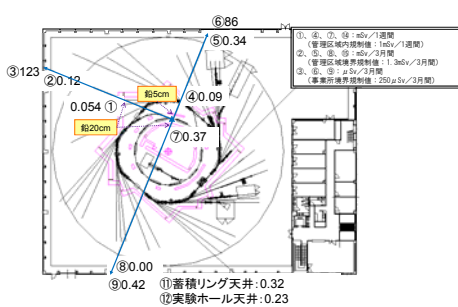 ⑥86
⑤0.34
③123
②0.12
0.054 ①
鉛5cm
④0.09
鉛20cm
⑦0.37
⑧0.00
⑨0.42
⑪蓄積リング天井:0.32
⑫実験ホール天井:0.23
①、④、⑦、⑭:mSv/1週間
(管理区域内規制値:1mSv/1週間)
②、⑤、⑧、⑮:mSv/3月間
(管理区域境界規制値:1.3mSv/3月間)
③、⑥、⑨:μSv/3月間
(事業所境界規制値:250μSv/3月間)